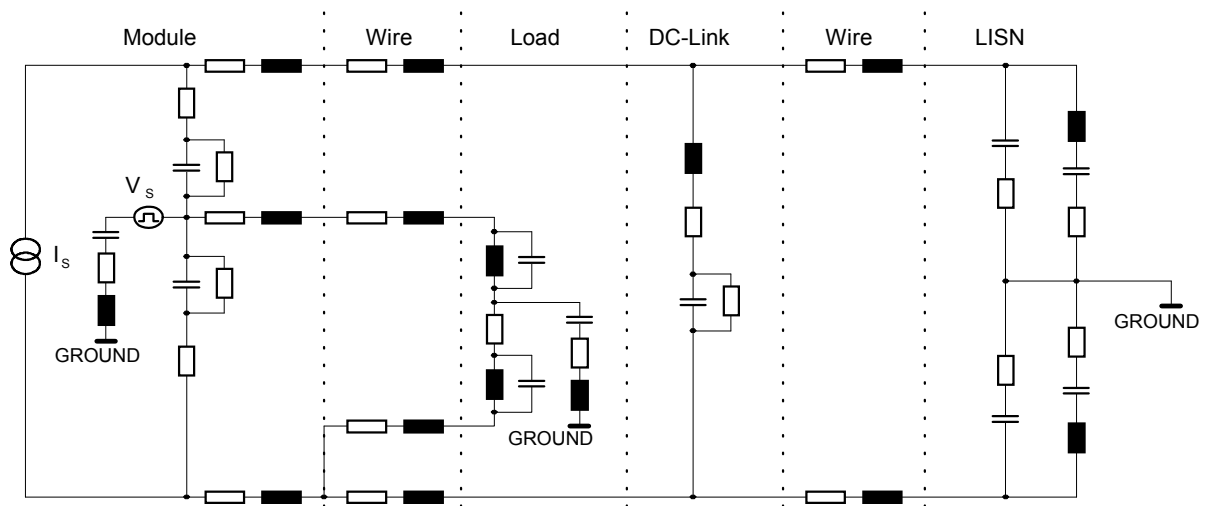 Module Wire Load DC-Link Wire LISN
V S
I S
GROUND
GROUND
GROUND